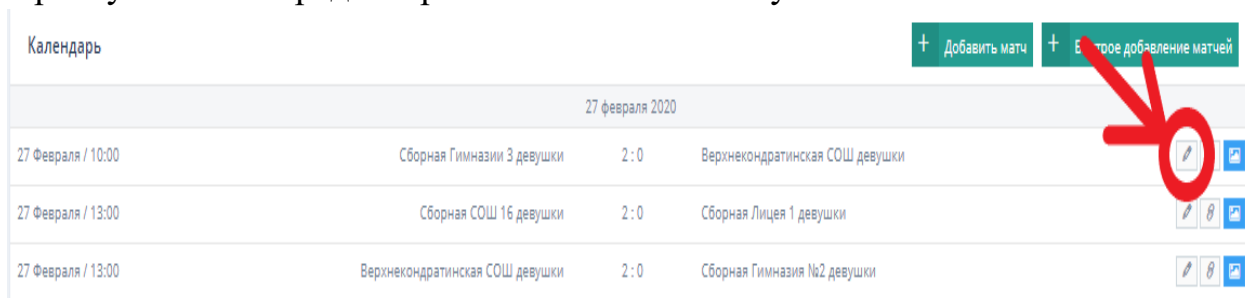 Календарь
+ Добавить матч
+ добавление матчей
27 февраля 2020
27 Февраля / 10:00 Сборная Гимназии 3 девушки 2 : 0 Верхнекондратинская СОШ девушки
27 Февраля / 13:00 Сборная СОШ 16 девушки 2 : 0 Сборная Лицея 1 девушки
27 Февраля / 13:00 Верхнекондратинская СОШ девушки 2 : 0 Сборная Гимназия №2 девушки